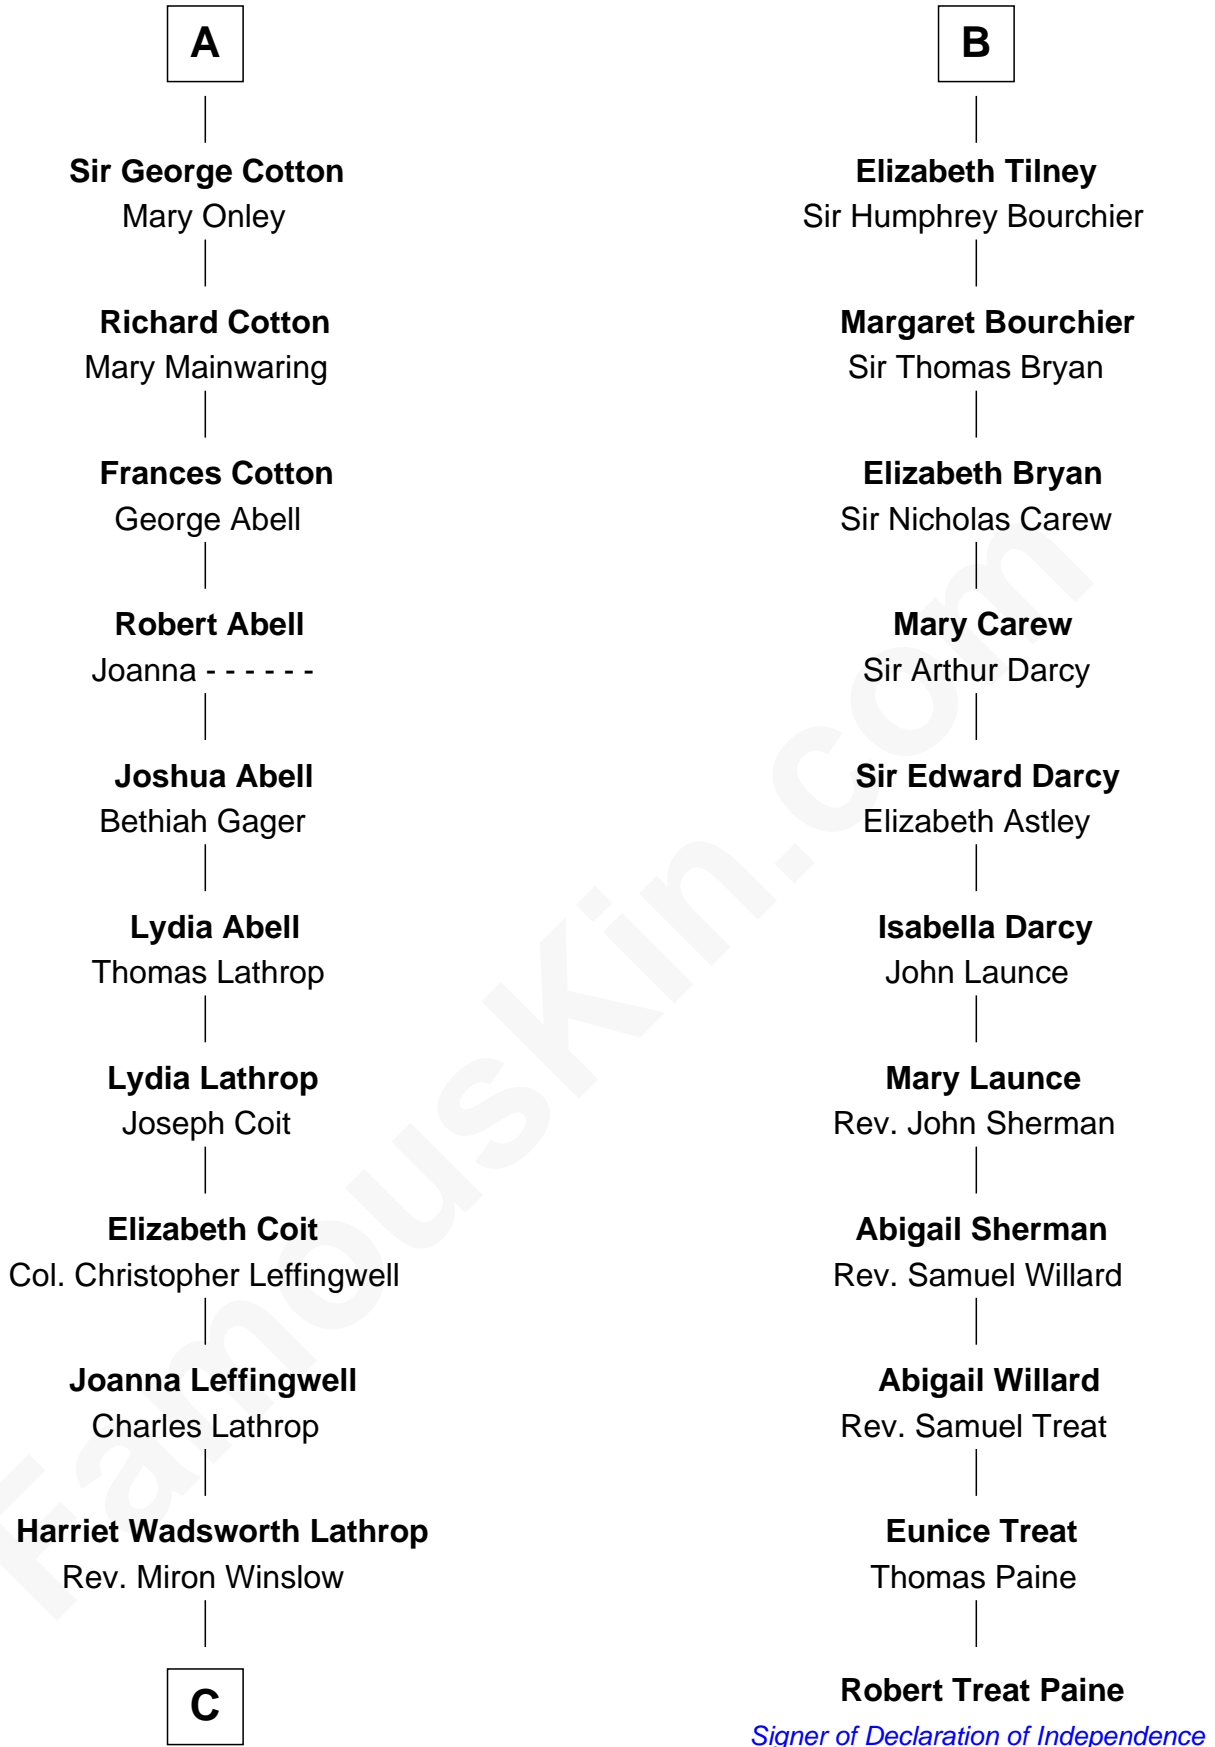 A
Sir George Cotton
Mary Onley
Richard Cotton
Mary Mainwaring
Frances Cotton
George Abell
Robert Abell
Joanna - - - - - -
Joshua Abell
Bethiah Gager
Lydia Abell
Thomas Lathrop
Lydia Lathrop
Joseph Coit
Elizabeth Coit
Col. Christopher Leffingwell
Joanna Leffingwell
Charles Lathrop
Harriet Wadsworth Lathrop
Rev. Miron Winslow
C
B
Elizabeth Tilney
Sir Humphrey Bourchier
Margaret Bourchier
Sir Thomas Bryan
Elizabeth Bryan
Sir Nicholas Carew
Mary Carew
Sir Arthur Darcy
Sir Edward Darcy
Elizabeth Astley
Isabella Darcy
John Launce
Mary Launce
Rev. John Sherman
Abigail Sherman
Rev. Samuel Willard
Abigail Willard
Rev. Samuel Treat
Eunice Treat
Thomas Paine
Robert Treat Paine
Signer of Declaration of Independence
FamousKin.com